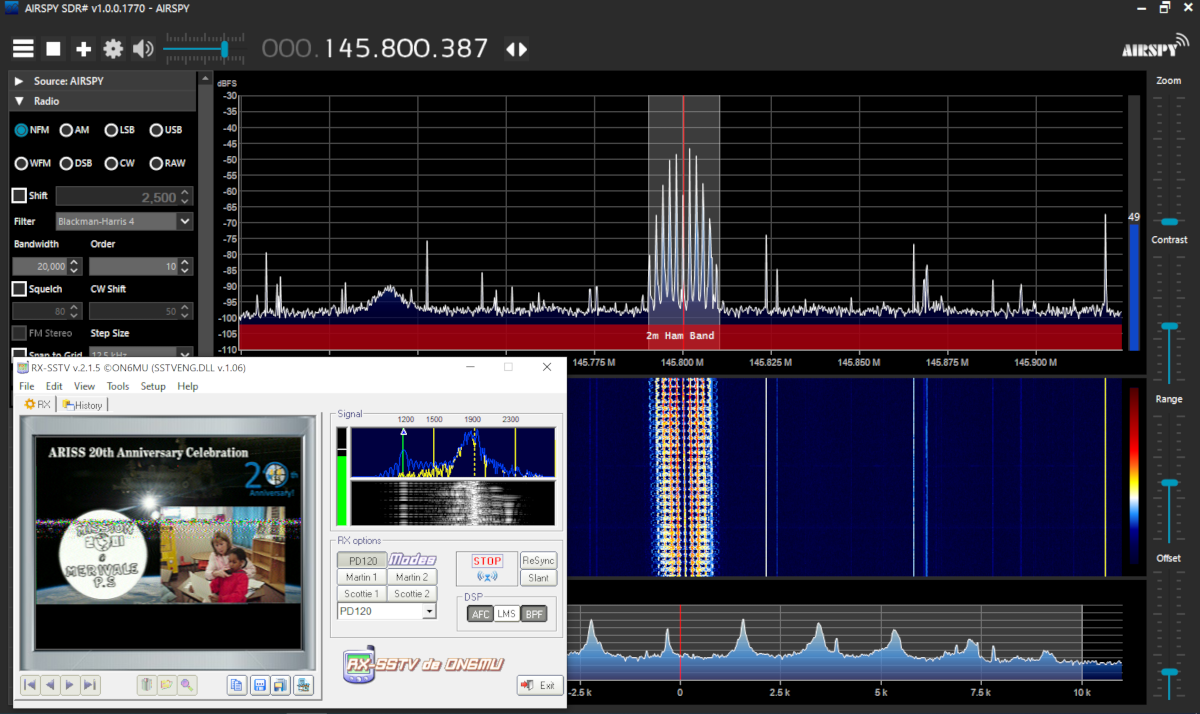 AIRSPY SDR# v1.0.0.1770 - AIRSPY
000.145.800.387
AIRSPY
Source: AIRSPY
Radio
NFM AM LSB USB
WFM DSB CW RAW
Shift 2,500
Filter Blackman-Harris 4
Bandwidth Order
20,000 10
Squelch CW Shift
80 50
FM Stereo Step Size
Snap to Grid 12.5 kHz
dBFS
-30
-35
-40
-45
-50
-55
-60
-65
-70
-75
-80
-85
-90
-95
-100
-105
-110
2m Ham Band
145.775 M 145.800 M 145.825 M 145.850 M 145.875 M 145.900 M
49
Zoom
Contrast
Range
Offset
RX-SSTV v.2.1.5 ©ON6MU (SSTVENG.DLL v.1.06)
File Edit View Tools Setup Help
RX History
ARISS 20th Anniversary Celebration
20th
Anniversary!
MISSION
2001
@
MERIVALE
P.S
Signal
1200 1500 1900 2300
RX options
PD120 Modes
Martin 1 Martin 2
Scottie 1 Scottie 2
PD120
STOP
ReSync
Slant
DSP
AFC LMS BPF
RX-SSTV de ON6MU
Exit
-2.5 k 0 2.5 k 5 k 7.5 k 10 k